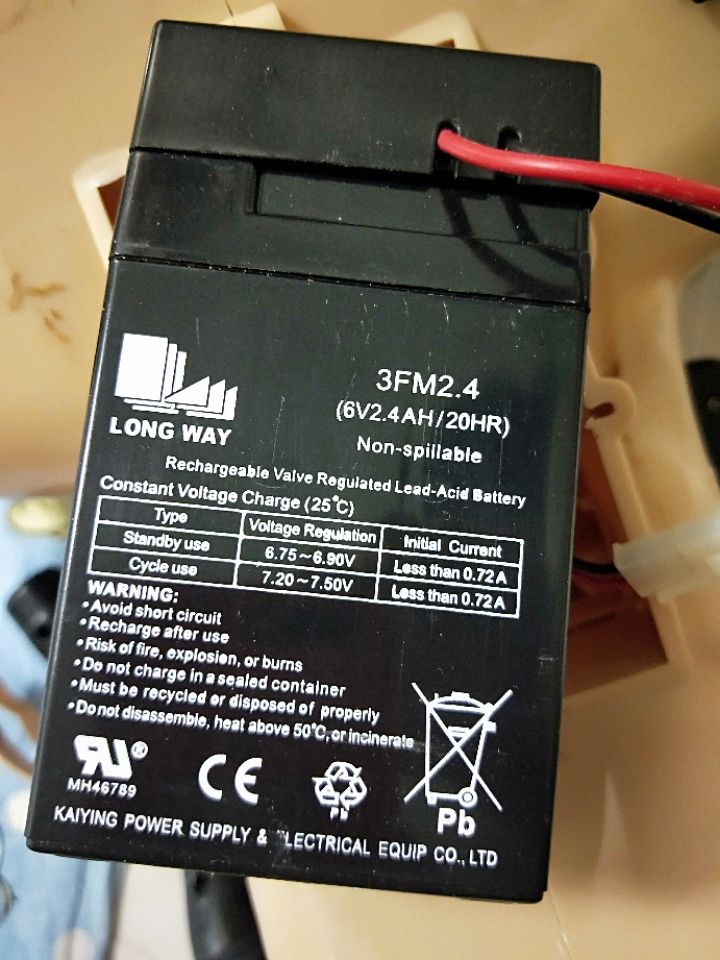 LONG WAY
3FM2.4
(6V2.4AH/20HR)
Non-spillable
Rechargeable Valve Regulated Lead-Acid Battery
Constant Voltage Charge (25℃)
Type Voltage Regulation Initial Current
Standby use 6.75~6.90V Less than 0.72A
Cycle use 7.20~7.50V Less than 0.72A
WARNING:
•Avoid short circuit
•Recharge after use
•Risk of fire, explosion, or burns
•Do not charge in a sealed container
•Must be recycled or disposed of properly
•Do not disassemble, heat above 50℃, or incinerate
RU®
MH46789
CE
Pb
Pb
KAIYING POWER SUPPLY & LECTRICAL EQUIP CO., LTD